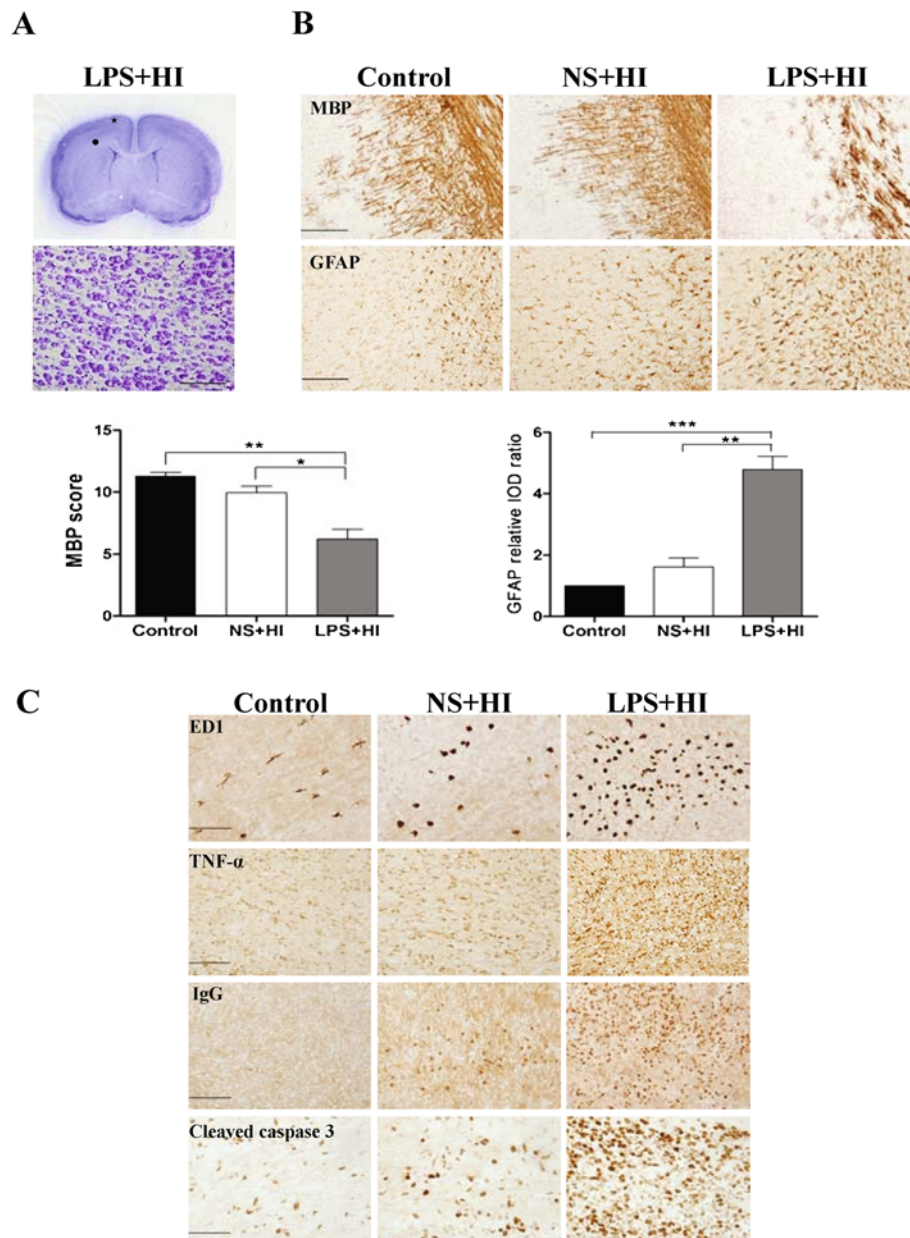 A
B
LPS+HI
Control NS+HI LPS+HI
MBP
GFAP
15
10
5
0
MBP score
**
*
Control NS+HI LPS+HI
6
4
2
0
GFAP relative IOD ratio
***
**
Control NS+HI LPS+HI
C
Control NS+HI LPS+HI
ED1
TNF-α
IgG
Cleaved caspase 3